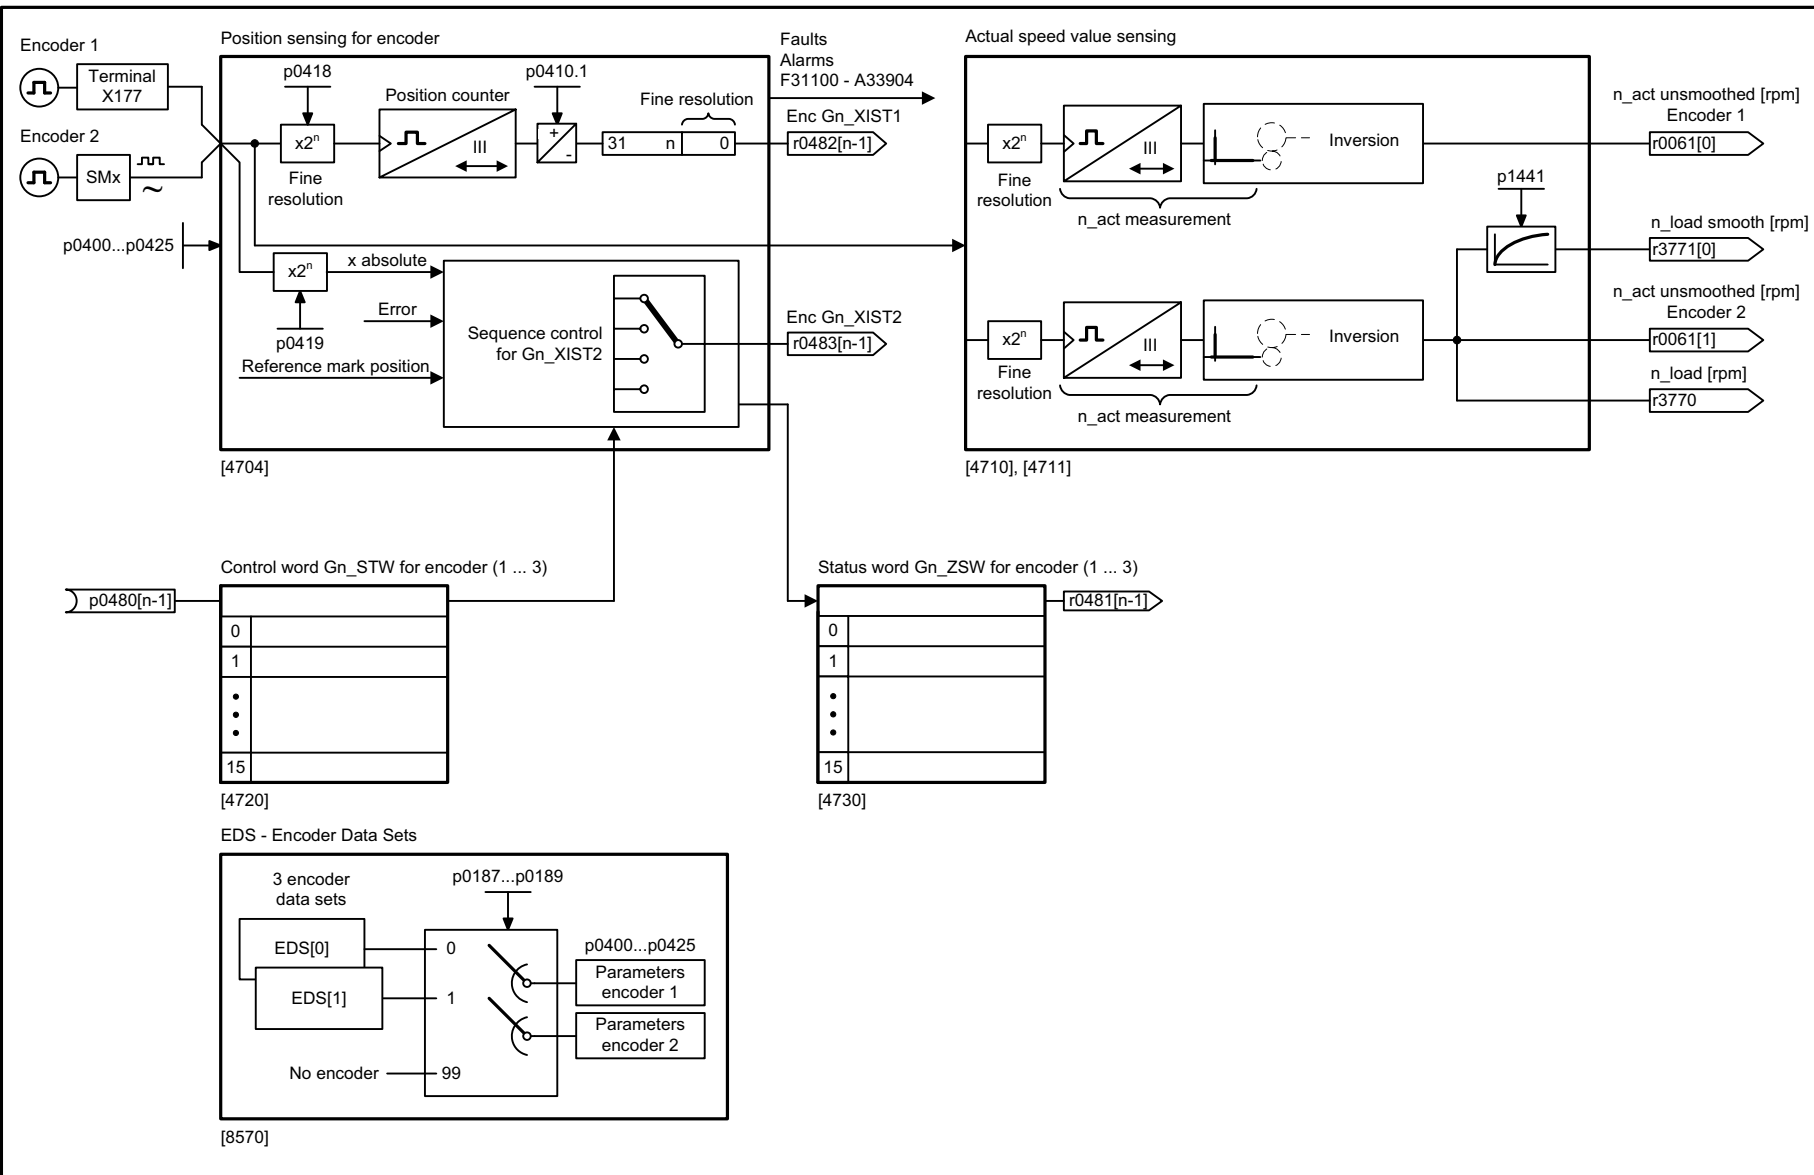 Encoder 1
Terminal
X177
Encoder 2
SMx
p0400...p0425
Position sensing for encoder
p0418
x2ⁿ
Fine
resolution
Position counter
III
p0410.1
+
-
Fine resolution
31 n 0
Faults
Alarms
F31100 - A33904
Enc Gn_XIST1
r0482[n-1]
x2ⁿ
x absolute
p0419
Error
Reference mark position
Sequence control
for Gn_XIST2
Enc Gn_XIST2
r0483[n-1]
[4704]
Actual speed value sensing
x2ⁿ
Fine
resolution
III
n_act measurement
Inversion
n_act unsmoothed [rpm]
Encoder 1
r0061[0]
p1441
n_load smooth [rpm]
r3771[0]
x2ⁿ
Fine
resolution
III
n_act measurement
Inversion
n_act unsmoothed [rpm]
Encoder 2
r0061[1]
n_load [rpm]
r3770
[4710], [4711]
Control word Gn_STW for encoder (1 ... 3)
p0480[n-1]
0
1
15
[4720]
Status word Gn_ZSW for encoder (1 ... 3)
r0481[n-1]
0
1
15
[4730]
EDS - Encoder Data Sets
3 encoder
data sets
EDS[0]
EDS[1]
No encoder
p0187...p0189
0
1
99
p0400...p0425
Parameters
encoder 1
Parameters
encoder 2
[8570]